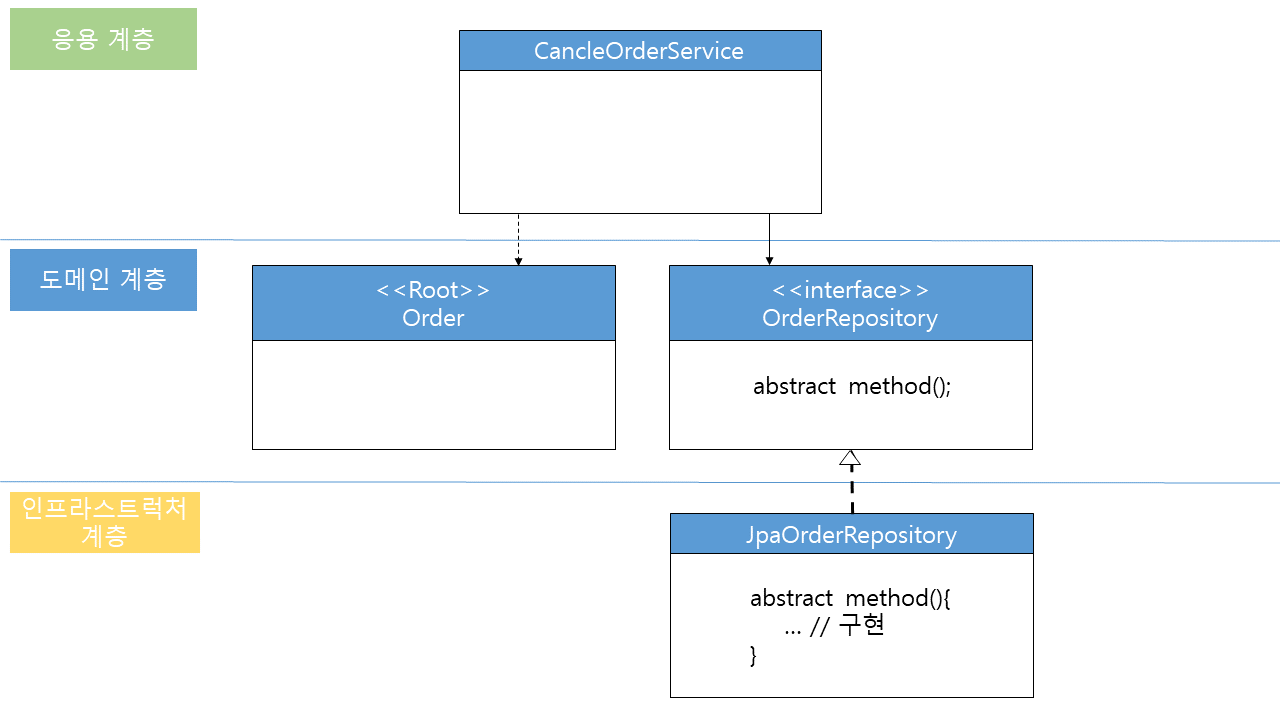 응용 계층
CancleOrderService
도메인 계층
<<Root>>
Order
<<interface>>
OrderRepository
abstract method();
인프라스트럭처
계층
JpaOrderRepository
abstract method(){
... // 구현
}